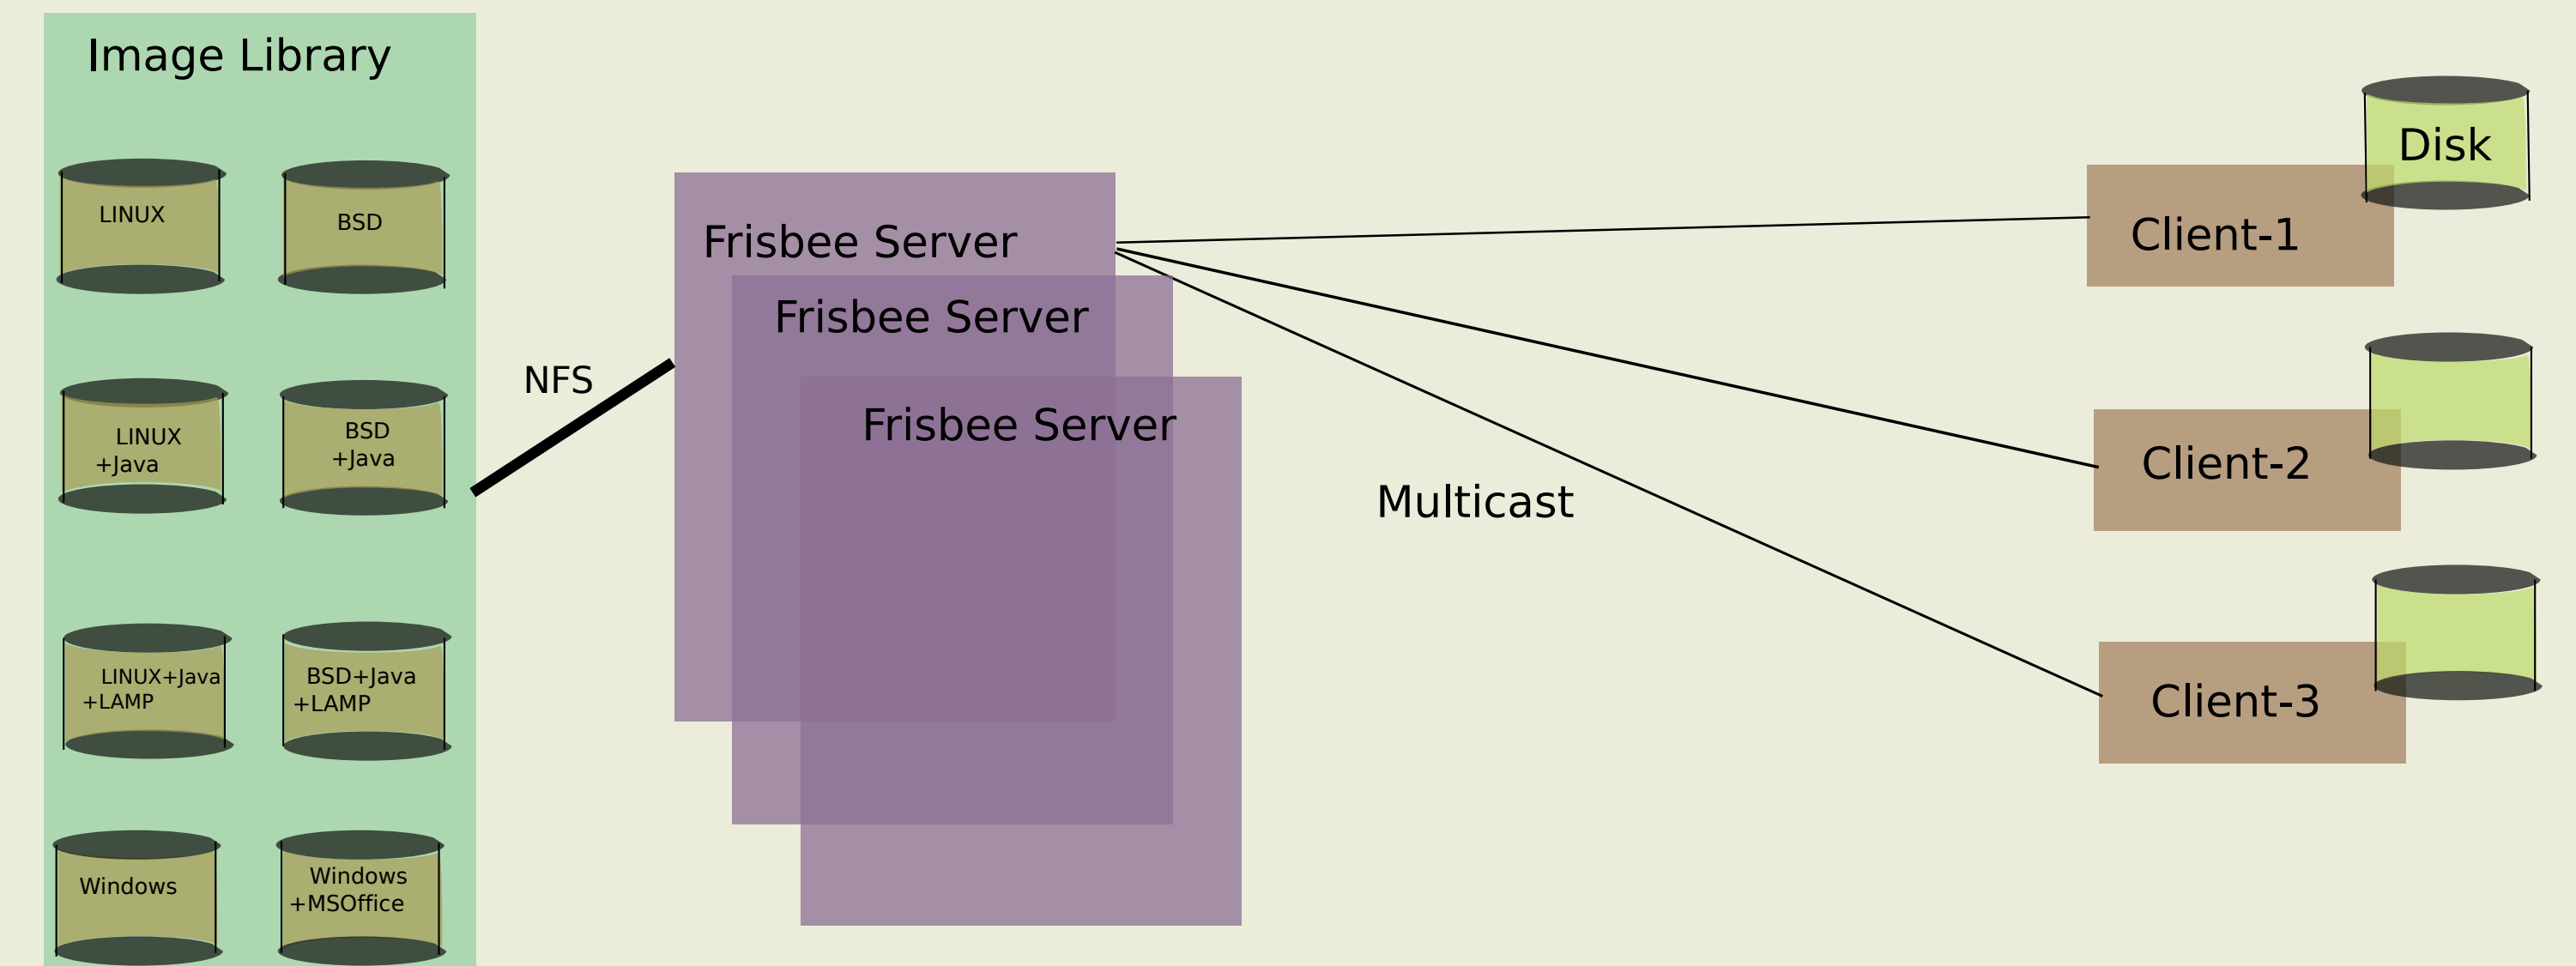 Image Library
LINUX
BSD
LINUX
+Java
BSD
+Java
LINUX+Java
+LAMP
BSD+Java
+LAMP
Windows
Windows
+MSOffice
NFS
Frisbee Server
Frisbee Server
Frisbee Server
Multicast
Disk
Client-1
Client-2
Client-3